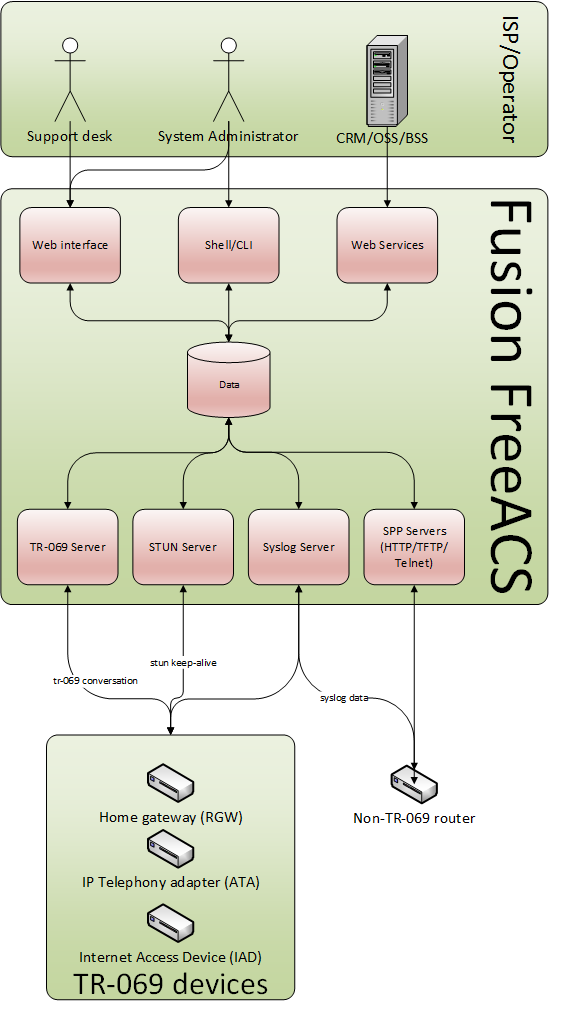 ISP/Operator
Support desk
System Administrator
CRM/OSS/BSS
Fusion FreeACS
Web interface
Shell/CLI
Web Services
Data
TR-069 Server
STUN Server
Syslog Server
SPP Servers
(HTTP/TFTP/
Telnet)
stun keep-alive
tr-069 conversation
syslog data
Home gateway (RGW)
Non-TR-069 router
IP Telephony adapter (ATA)
Internet Access Device (IAD)
TR-069 devices